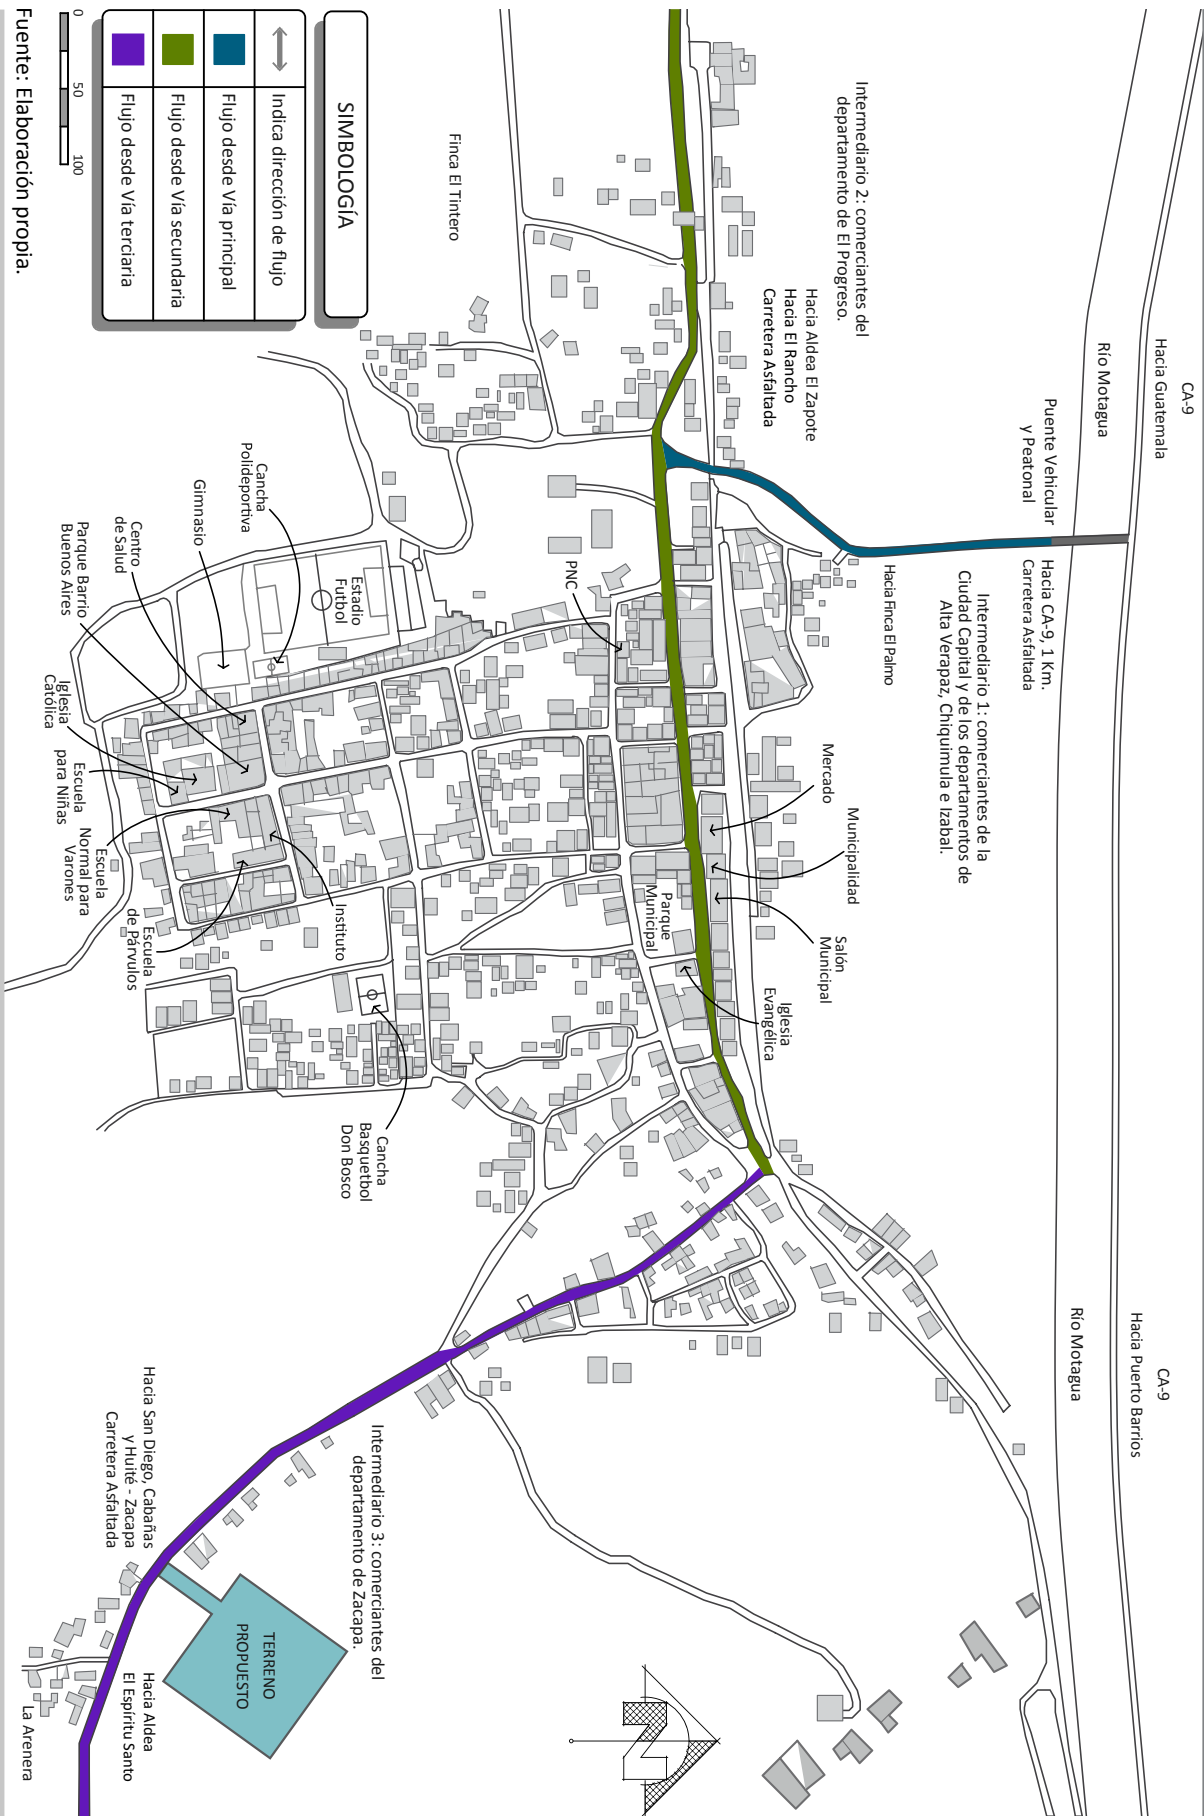 CA-9
Hacia Guatemala
Río Motagua
Puente Vehicular
y Peatonal
Hacia CA-9, 1 Km.
Carretera Asfaltada
Intermediario 1: comerciantes de la
Ciudad Capital y de los departamentos de
Alta Verapaz, Chiquimula e Izabal.
CA-9
Hacia Puerto Barrios
Río Motagua
Intermediario 2: comerciantes del
departamento de El Progreso.
Hacia Aldea El Zapote
Hacia El Rancho
Carretera Asfaltada
Hacia Finca El Palmo
Mercado
Municipalidad
Salón
Municipal
Iglesia
Evangélica
Parque
Municipal
PNC
Finca El Tintero
Estadio
Futbol
Cancha
Polideportiva
Gimnasio
Centro
de Salud
Parque Barrio
Buenos Aires
Iglesia
Católica
Escuela
para Niñas
Escuela
Normal para
Varones
Escuela
de Párvulos
Instituto
Cancha
Basquetbol
Don Bosco
Intermediario 3: comerciantes del
departamento de Zacapa.
Hacia San Diego, Cabañas
y Huité - Zacapa
Carretera Asfaltada
TERRENO
PROPUESTO
Hacia Aldea
El Espíritu Santo
La Arenera
N
SIMBOLOGÍA
Indica dirección de flujo
Flujo desde Vía principal
Flujo desde Vía secundaria
Flujo desde Vía terciaria
0 50 100
Fuente: Elaboración propia.